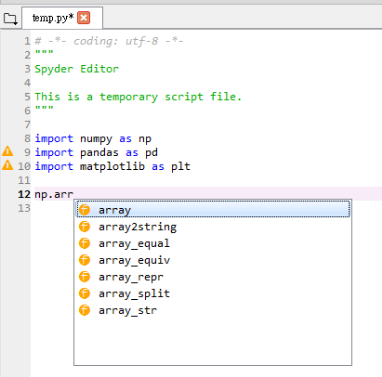 temp.py*
1 # -*- coding: utf-8 -*-
2 """
3 Spyder Editor
4
5 This is a temporary script file.
6 """
7
8 import numpy as np
9 import pandas as pd
10 import matplotlib as plt
11
12 np.arr
13
array
array2string
array_equal
array_equiv
array_repr
array_split
array_str